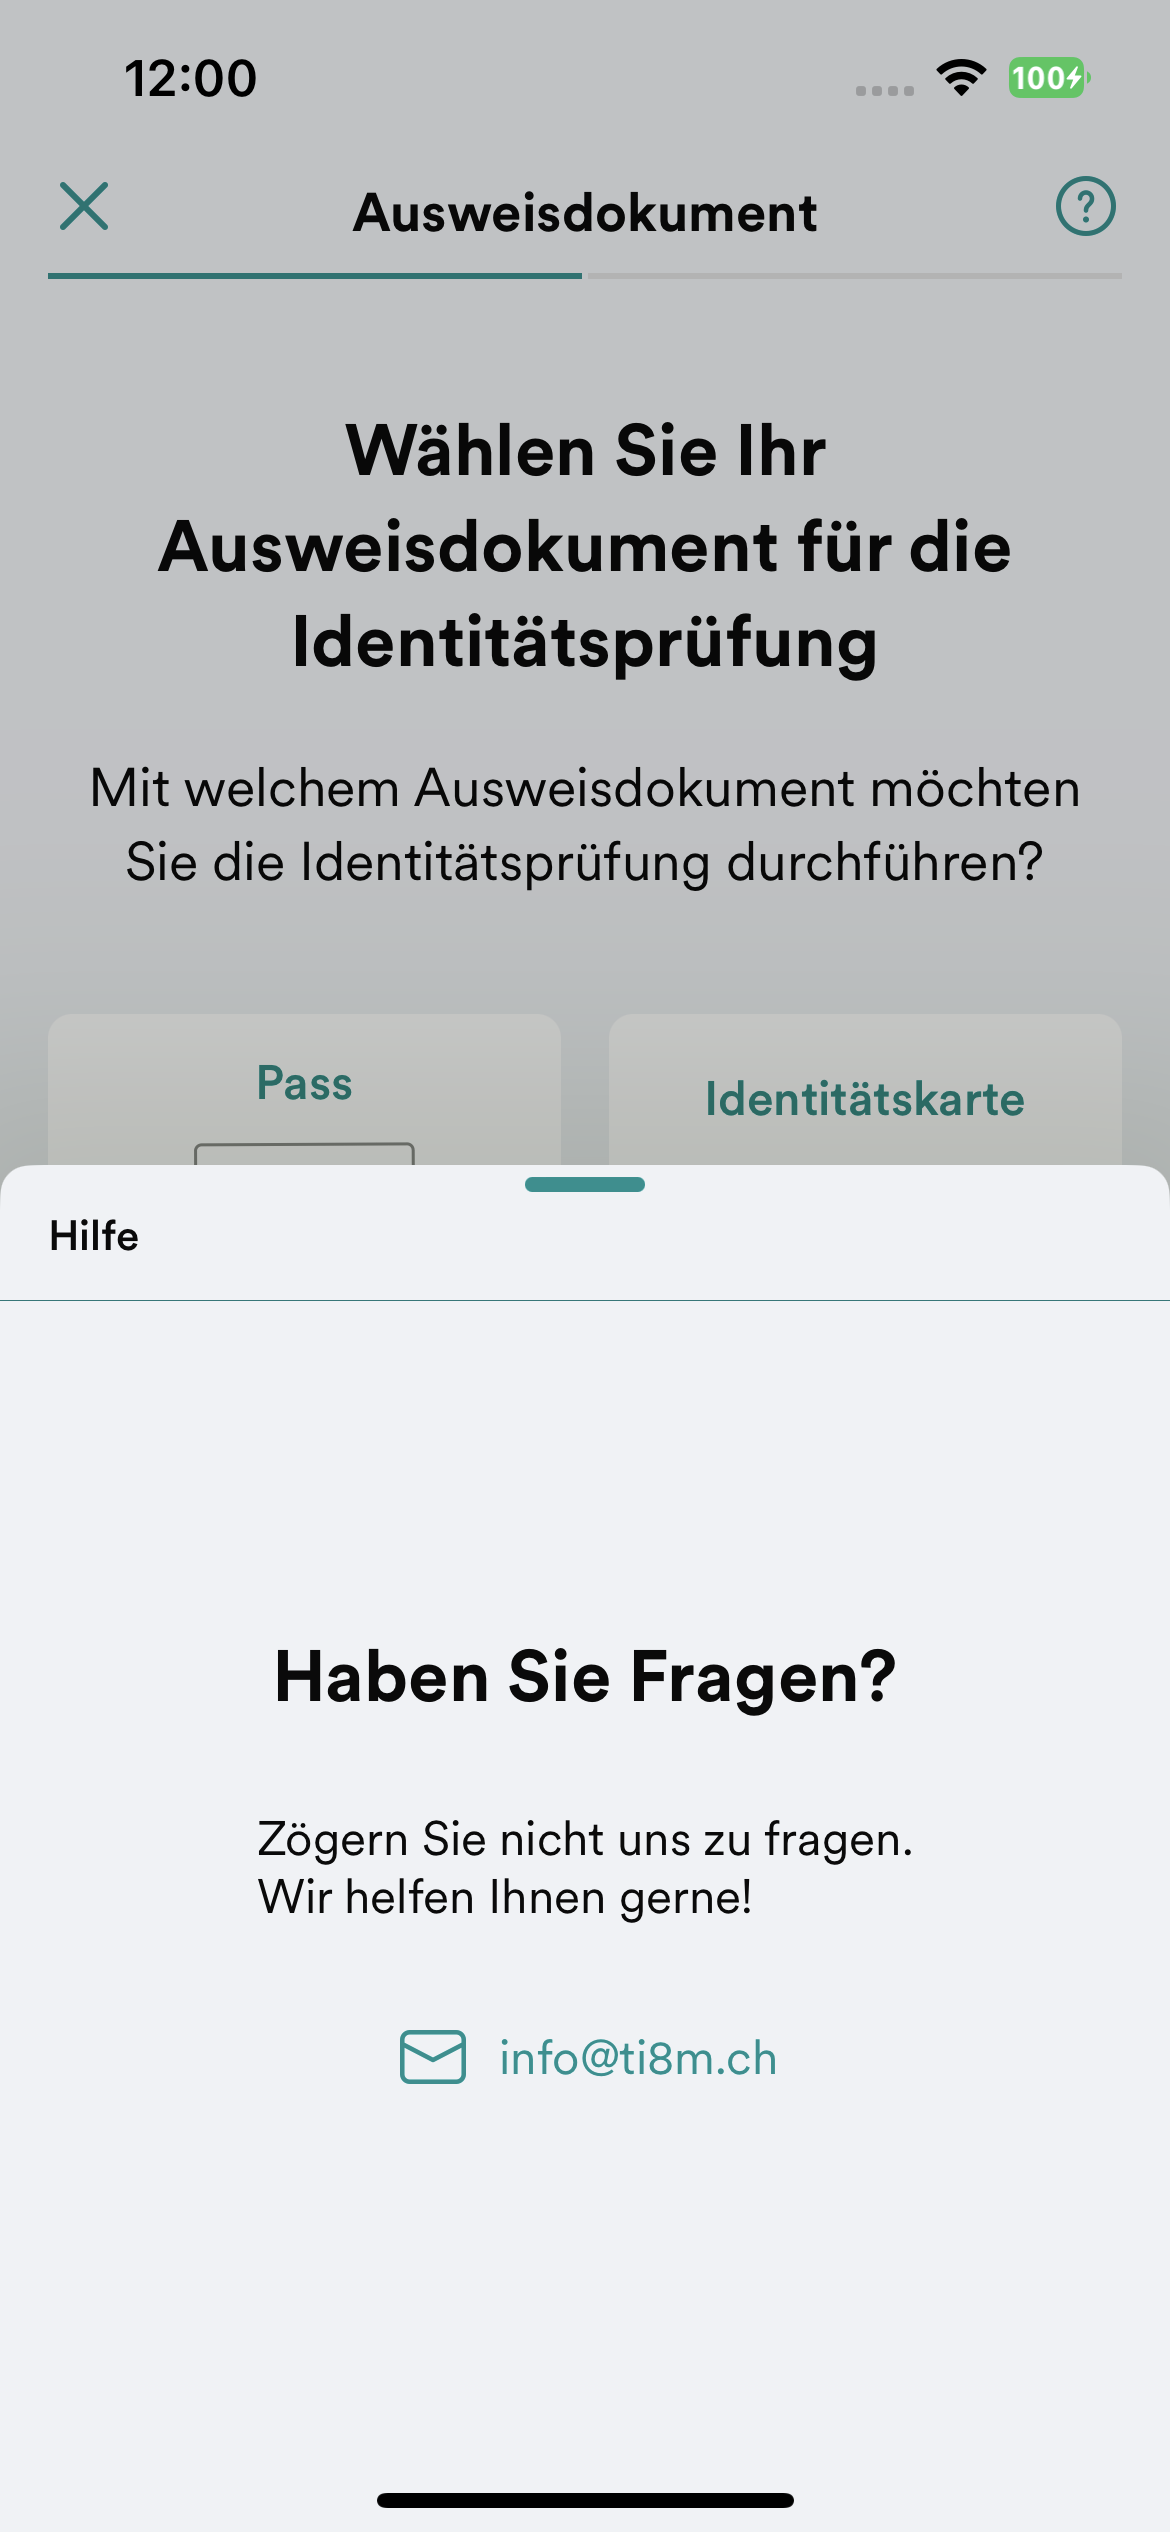 12:00
100
Ausweisdokument
?
Wählen Sie Ihr
Ausweisdokument für die
Identitätsprüfung
Mit welchem Ausweisdokument möchten
Sie die Identitätsprüfung durchführen?
Pass
Identitätskarte
Hilfe
Haben Sie Fragen?
Zögern Sie nicht uns zu fragen.
Wir helfen Ihnen gerne!
info@ti8m.ch